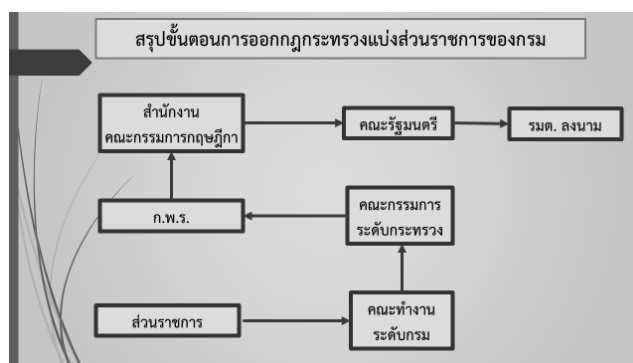 สรุปขั้นตอนการออกกฎกระทรวงแบ่งส่วนราชการของกรม
สำนักงาน
คณะกรรมการกฤษฎีกา
คณะรัฐมนตรี
รมต. ลงนาม
ก.พ.ร.
คณะกรรมการ
ระดับกระทรวง
ส่วนราชการ
คณะทำงาน
ระดับกรม